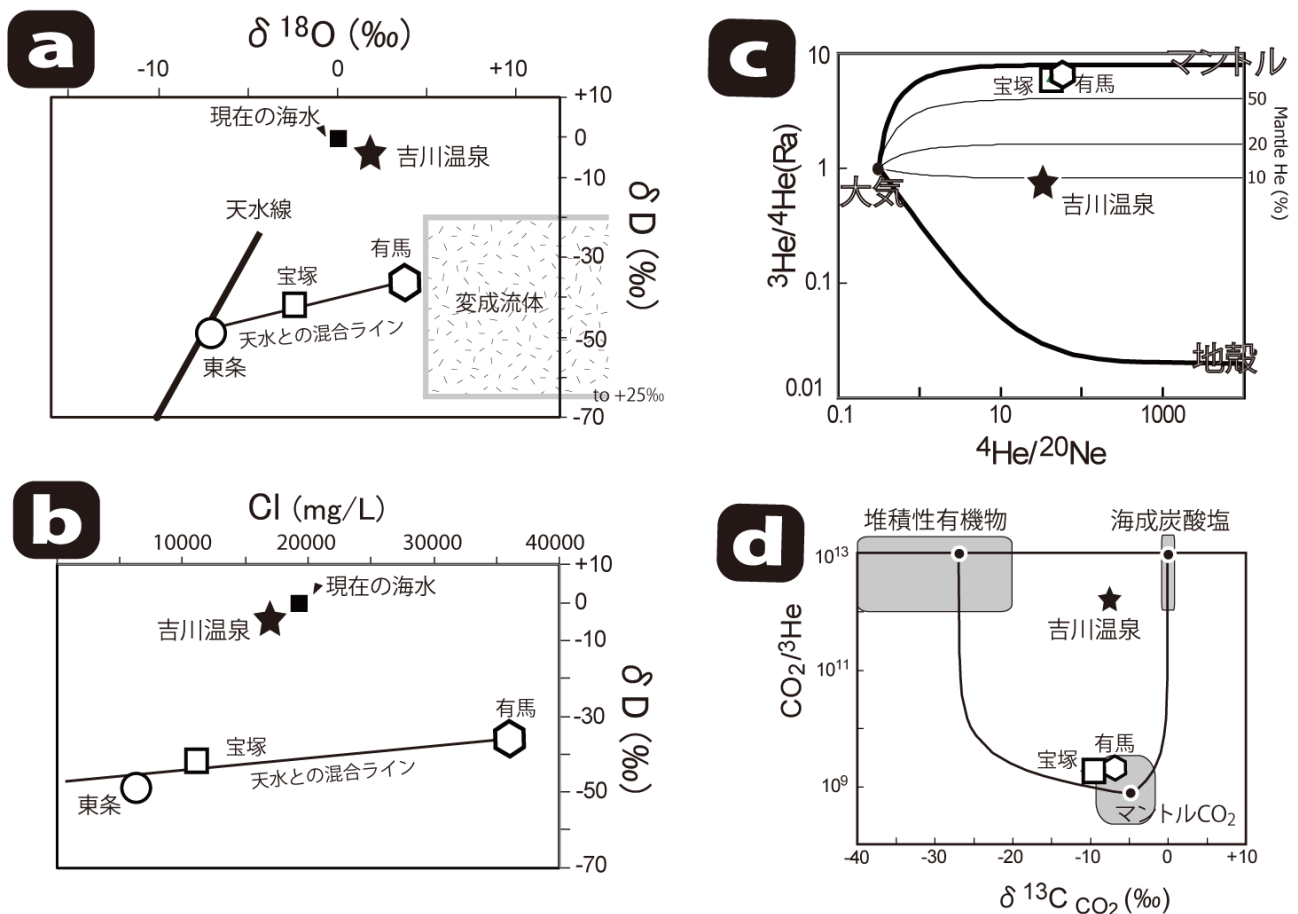 a
δ 18O (‰)
-10 0 +10
+10
現在の海水
0
吉川温泉
-10
天水線
δ D (‰)
有馬
-30
宝塚
変成流体
天水との混合ライン
-50
東条
to +25‰
-70
b
Cl (mg/L)
10000 20000 30000 40000
+10
現在の海水
0
吉川温泉
-10
δ D (‰)
有馬
-30
宝塚
天水との混合ライン
東条
-50
-70
c
10
マントル
宝塚
有馬
50
3He/4He(Ra)
20
1
大気
10
吉川温泉
Mantle He (%)
0.1
地殻
0.01
0.1 10 1000
4He/20Ne
d
堆積性有機物 海成炭酸塩
10^13
吉川温泉
CO2/3He
10^11
有馬
宝塚
10^9
マントルCO2
-40 -30 -20 -10 0 +10
δ 13C CO2 (‰)